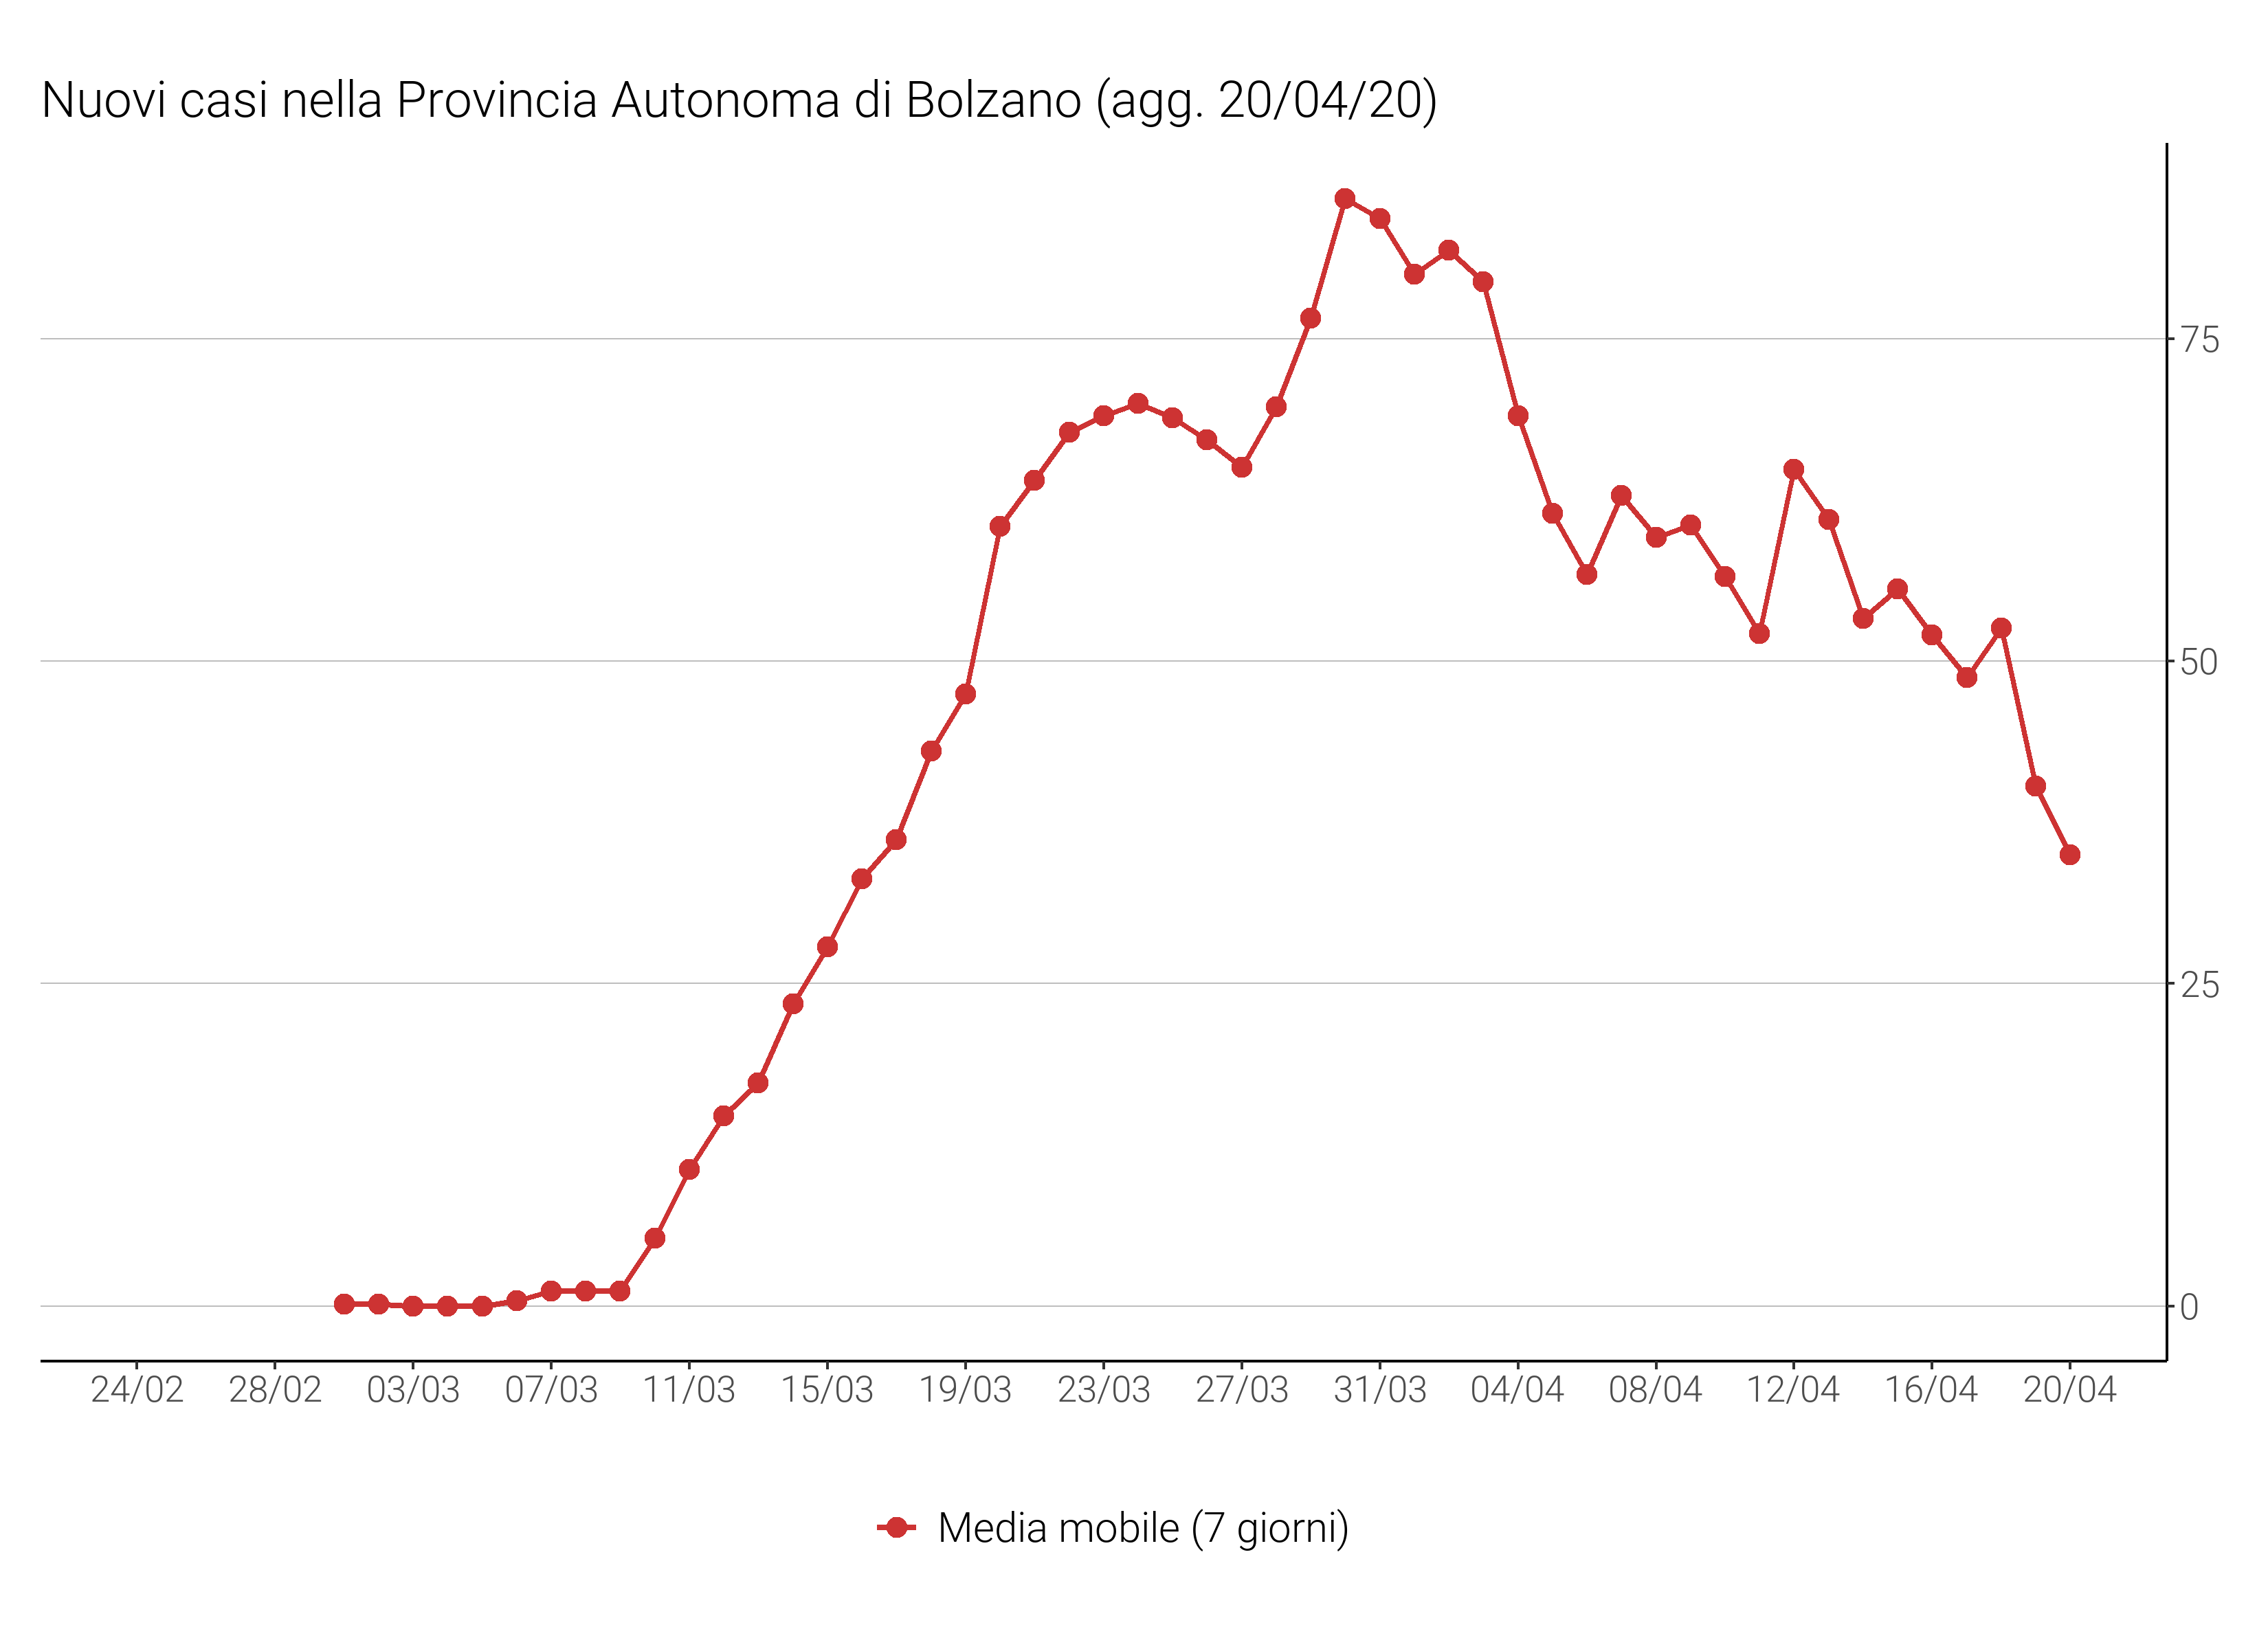 Nuovi casi nella Provincia Autonoma di Bolzano (agg. 20/04/20)
75
50
25
0
24/02 28/02 03/03 07/03 11/03 15/03 19/03 23/03 27/03 31/03 04/04 08/04 12/04 16/04 20/04
Media mobile (7 giorni)